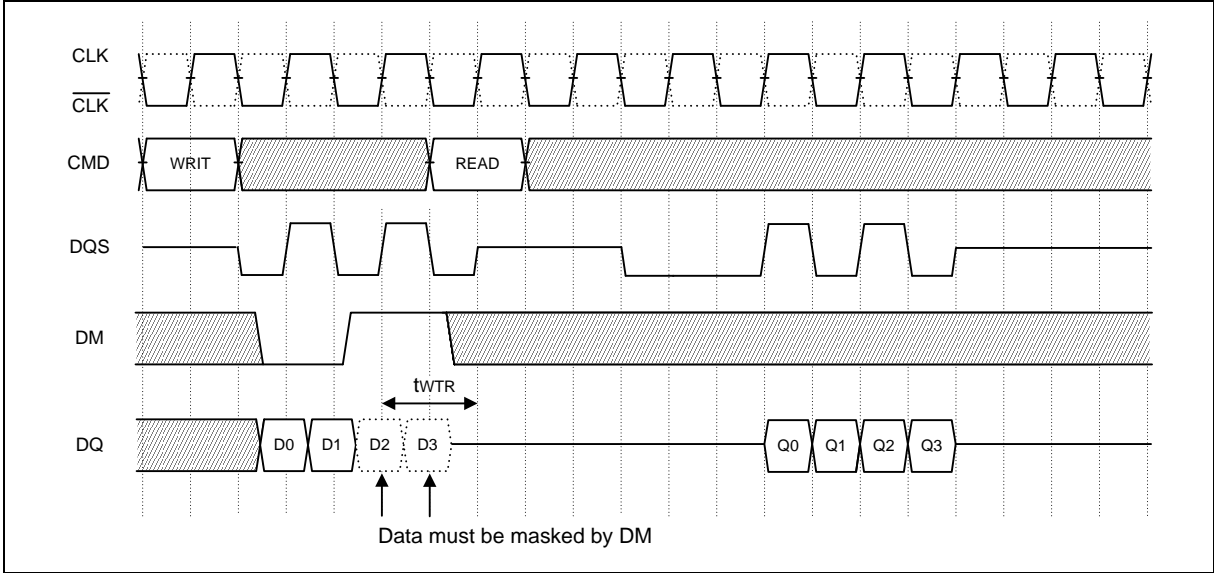 CLK
CLK
CMD WRIT READ
DQS
DM
tWTR
DQ D0 D1 D2 D3 Q0 Q1 Q2 Q3
Data must be masked by DM